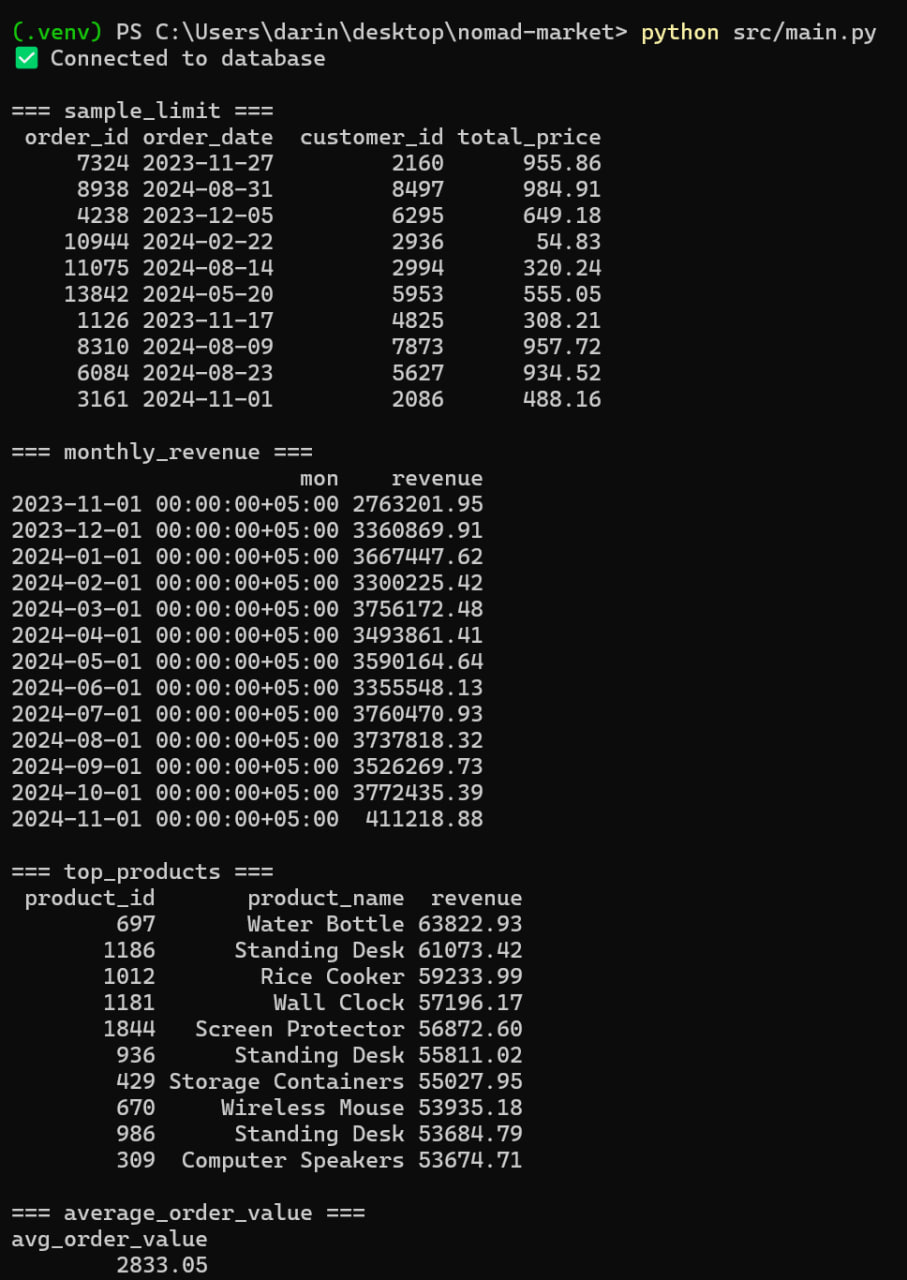 (.venv) PS C:\Users\darin\desktop\nomad-market> python src/main.py
✅ Connected to database
=== sample_limit ===
order_id order_date customer_id total_price
7324 2023-11-27 2160 955.86
8938 2024-08-31 8497 984.91
4238 2023-12-05 6295 649.18
10944 2024-02-22 2936 54.83
11075 2024-08-14 2994 320.24
13842 2024-05-20 5953 555.05
1126 2023-11-17 4825 308.21
8310 2024-08-09 7873 957.72
6084 2024-08-23 5627 934.52
3161 2024-11-01 2086 488.16
=== monthly_revenue ===
mon revenue
2023-11-01 00:00:00+05:00 2763201.95
2023-12-01 00:00:00+05:00 3360869.91
2024-01-01 00:00:00+05:00 3667447.62
2024-02-01 00:00:00+05:00 3300225.42
2024-03-01 00:00:00+05:00 3756172.48
2024-04-01 00:00:00+05:00 3493861.41
2024-05-01 00:00:00+05:00 3590164.64
2024-06-01 00:00:00+05:00 3355548.13
2024-07-01 00:00:00+05:00 3760470.93
2024-08-01 00:00:00+05:00 3737818.32
2024-09-01 00:00:00+05:00 3526269.73
2024-10-01 00:00:00+05:00 3772435.39
2024-11-01 00:00:00+05:00 411218.88
=== top_products ===
product_id product_name revenue
697 Water Bottle 63822.93
1186 Standing Desk 61073.42
1012 Rice Cooker 59233.99
1181 Wall Clock 57196.17
1844 Screen Protector 56872.60
936 Standing Desk 55811.02
429 Storage Containers 55027.95
670 Wireless Mouse 53935.18
986 Standing Desk 53684.79
309 Computer Speakers 53674.71
=== average_order_value ===
avg_order_value
2833.05